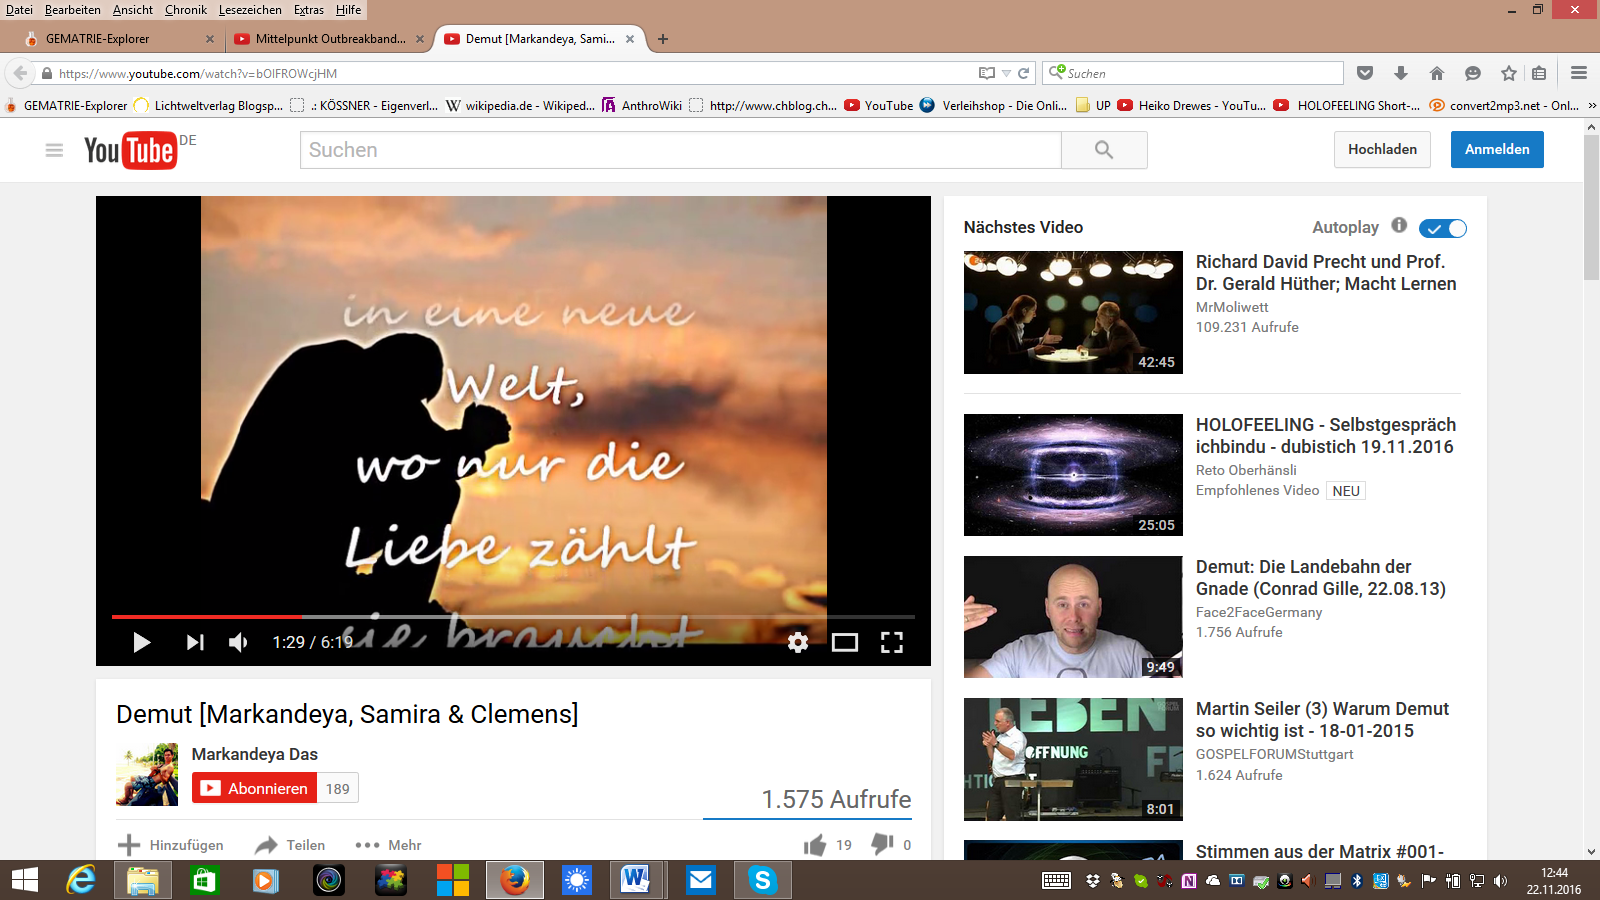 Datei Bearbeiten Ansicht Chronik Lesezeichen Extras Hilfe
GEMATRIE-Explorer
Mittelpunkt Outbreakband...
Demut [Markandeya, Sami...
https://www.youtube.com/watch?v=bOIFROWcjHM
Suchen
GEMATRIE-Explorer
Lichtweltverlag Blogsp...
.: KÖSSNER - Eigenverl...
wikipedia.de - Wikiped...
AnthroWiki
http://www.chblog.ch...
YouTube
Verleihshop - Die Onli...
UP
Heiko Drewes - YouTu...
HOLOFEELING Short-...
convert2mp3.net - Onl...
YouTube DE
Suchen
Hochladen
Anmelden
in eine neue
Welt,
wo nur die
Liebe zählt
sie braucht
1:29 / 6:19
Demut [Markandeya, Samira & Clemens]
Markandeya Das
Abonnieren 189
1.575 Aufrufe
Hinzufügen Teilen Mehr 19 0
Nächstes Video
Autoplay
42:45
Richard David Precht und Prof.
Dr. Gerald Hüther; Macht Lernen
MrMoliwett
109.231 Aufrufe
25:05
HOLOFEELING - Selbstgespräch
ichbindu - dubistich 19.11.2016
Reto Oberhänsli
Empfohlenes Video NEU
9:49
Demut: Die Landebahn der
Gnade (Conrad Gille, 22.08.13)
Face2FaceGermany
1.756 Aufrufe
LEBEN
OFFNUNG
8:01
Martin Seiler (3) Warum Demut
so wichtig ist - 18-01-2015
GOSPELFORUMStuttgart
1.624 Aufrufe
Stimmen aus der Matrix #001-
12:44
22.11.2016